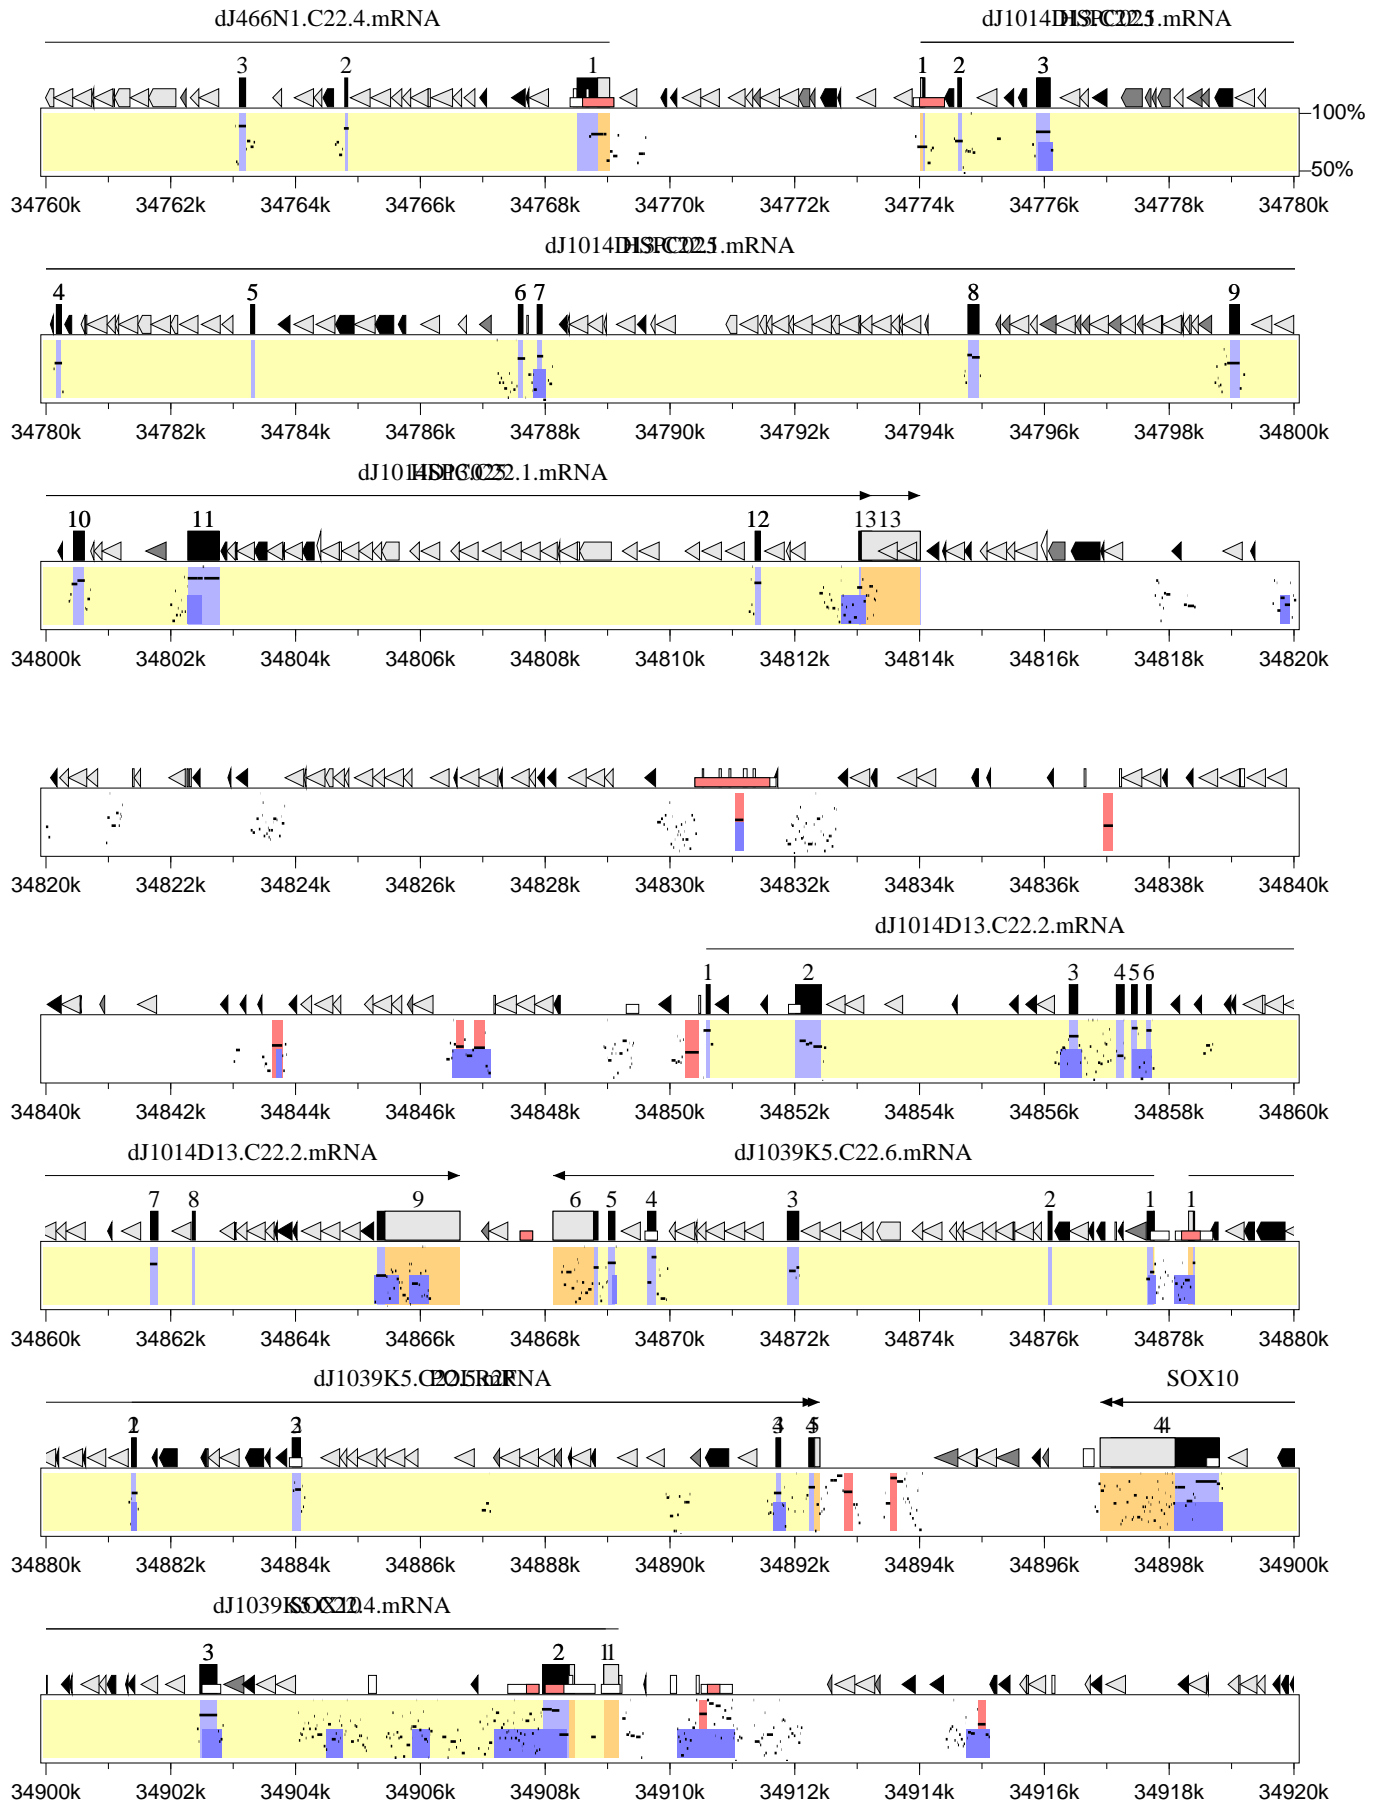 dJ466N1.C22.4.mRNA
3 2 1 1 2 3
100%
50%
34760k 34762k 34764k 34766k 34768k 34770k 34772k 34774k 34776k 34778k 34780k
4 5 6 7 8 9
34780k 34782k 34784k 34786k 34788k 34790k 34792k 34794k 34796k 34798k 34800k
10 11 12 13 13
34800k 34802k 34804k 34806k 34808k 34810k 34812k 34814k 34816k 34818k 34820k
34820k 34822k 34824k 34826k 34828k 34830k 34832k 34834k 34836k 34838k 34840k
dJ1014D13.C22.2.mRNA
1 2 3 4 5 6
34840k 34842k 34844k 34846k 34848k 34850k 34852k 34854k 34856k 34858k 34860k
dJ1014D13.C22.2.mRNA dJ1039K5.C22.6.mRNA
7 8 9 6 5 4 3 2 1 1
34860k 34862k 34864k 34866k 34868k 34870k 34872k 34874k 34876k 34878k 34880k
SOX10
34880k 34882k 34884k 34886k 34888k 34890k 34892k 34894k 34896k 34898k 34900k
3 2 1 1
34900k 34902k 34904k 34906k 34908k 34910k 34912k 34914k 34916k 34918k 34920k